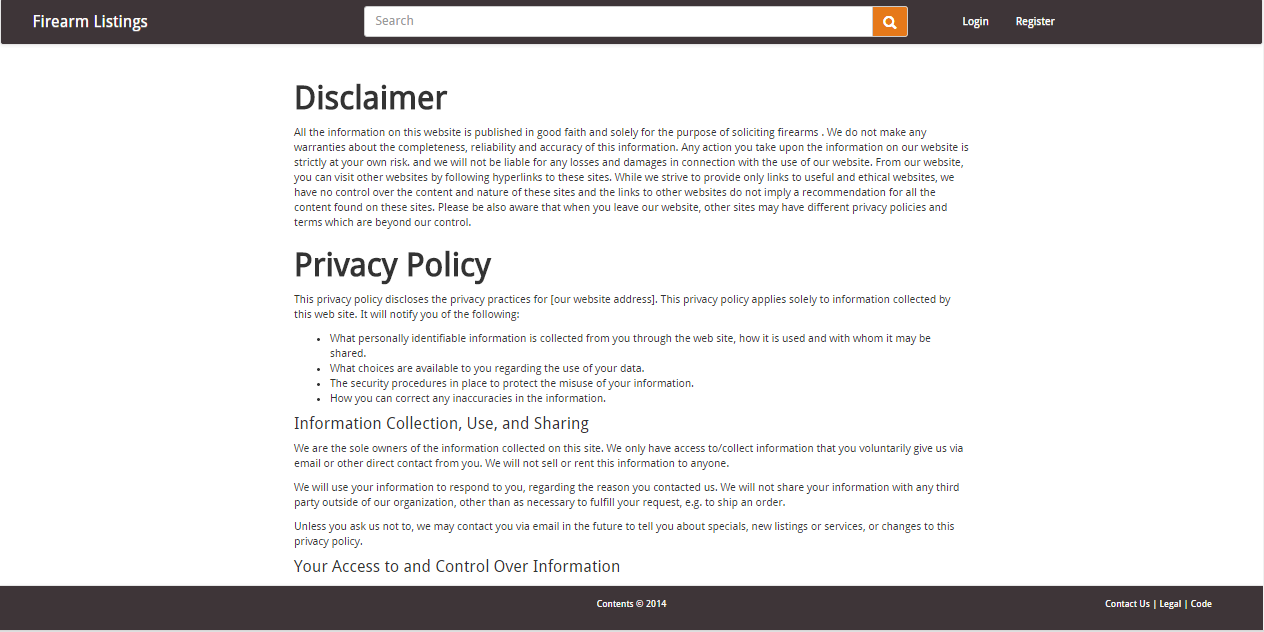 Firearm Listings
Search
Login
Register
Disclaimer
All the information on this website is published in good faith and solely for the purpose of soliciting firearms . We do not make any
warranties about the completeness, reliability and accuracy of this information. Any action you take upon the information on our website is
strictly at your own risk. and we will not be liable for any losses and damages in connection with the use of our website. From our website,
you can visit other websites by following hyperlinks to these sites. While we strive to provide only links to useful and ethical websites, we
have no control over the content and nature of these sites and the links to other websites do not imply a recommendation for all the
content found on these sites. Please be also aware that when you leave our website, other sites may have different privacy policies and
terms which are beyond our control.
Privacy Policy
This privacy policy discloses the privacy practices for [our website address]. This privacy policy applies solely to information collected by
this web site. It will notify you of the following:
• What personally identifiable information is collected from you through the web site, how it is used and with whom it may be
shared.
• What choices are available to you regarding the use of your data.
• The security procedures in place to protect the misuse of your information.
• How you can correct any inaccuracies in the information.
Information Collection, Use, and Sharing
We are the sole owners of the information collected on this site. We only have access to/collect information that you voluntarily give us via
email or other direct contact from you. We will not sell or rent this information to anyone.
We will use your information to respond to you, regarding the reason you contacted us. We will not share your information with any third
party outside of our organization, other than as necessary to fulfill your request, e.g. to ship an order.
Unless you ask us not to, we may contact you via email in the future to tell you about specials, new listings or services, or changes to this
privacy policy.
Your Access to and Control Over Information
Contents © 2014
Contact Us | Legal | Code